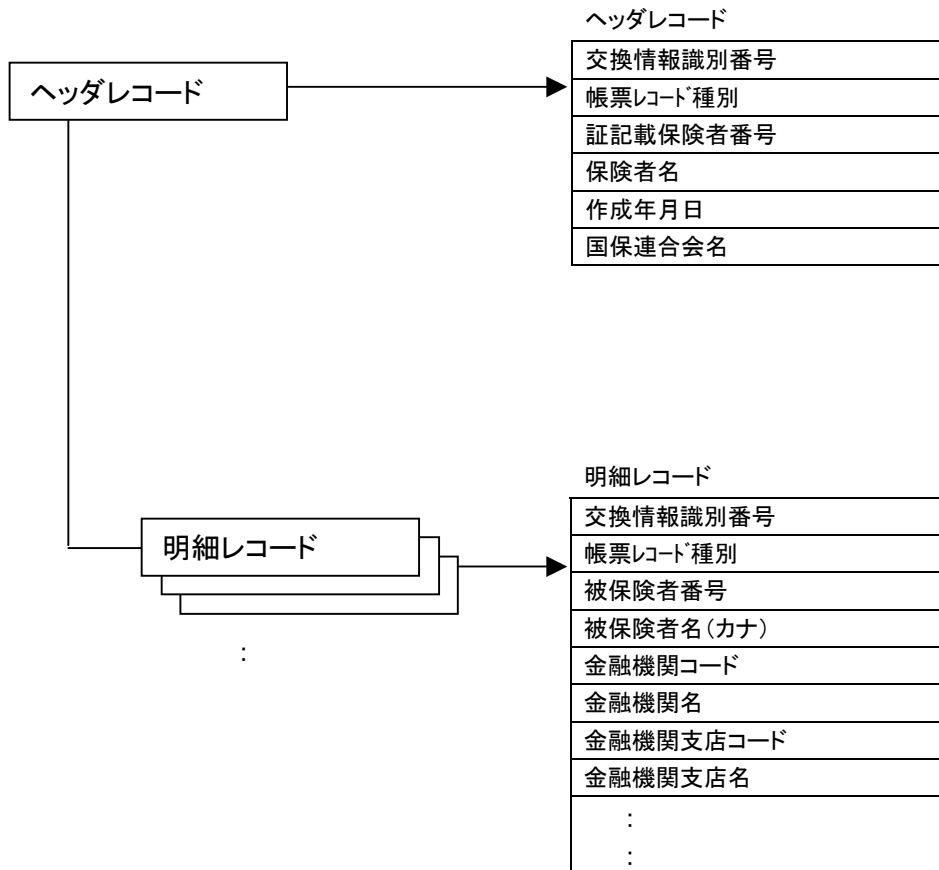 ヘッダレコード
ヘッダレコード
交換情報識別番号
帳票ﾚｺｰﾄﾞ種別
証記載保険者番号
保険者名
作成年月日
国保連合会名
明細レコード
明細レコード
:
交換情報識別番号
帳票ﾚｺｰﾄﾞ種別
被保険者番号
被保険者名(カナ)
金融機関コード
金融機関名
金融機関支店コード
金融機関支店名
:
: